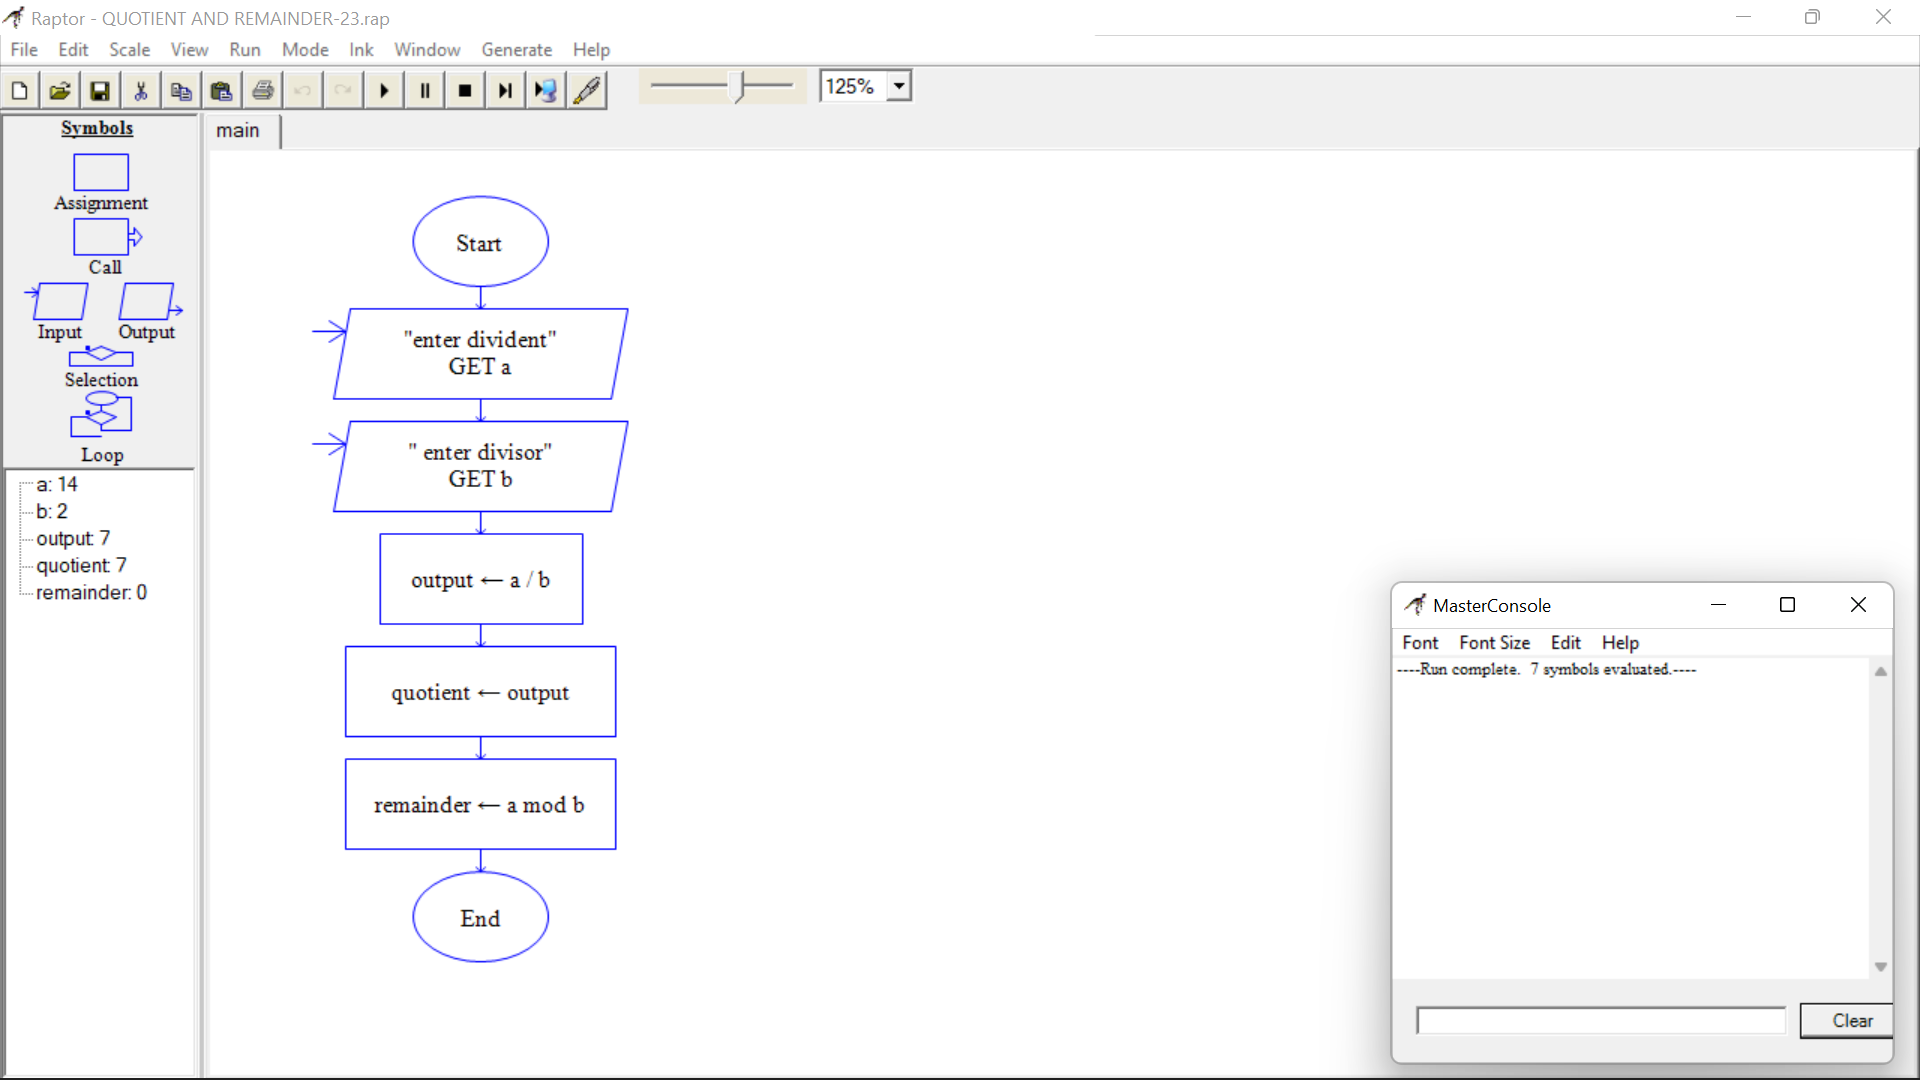 Raptor - QUOTIENT AND REMAINDER-23.rap
File Edit Scale View Run Mode Ink Window Generate Help
125%
Symbols
Assignment
Call
Input Output
Selection
Loop
a: 14
b: 2
output: 7
quotient: 7
remainder: 0
main
Start
"enter divident"
GET a
" enter divisor"
GET b
output ← a / b
quotient ← output
remainder ← a mod b
End
MasterConsole
Font Font Size Edit Help
----Run complete.  7 symbols evaluated.----
Clear